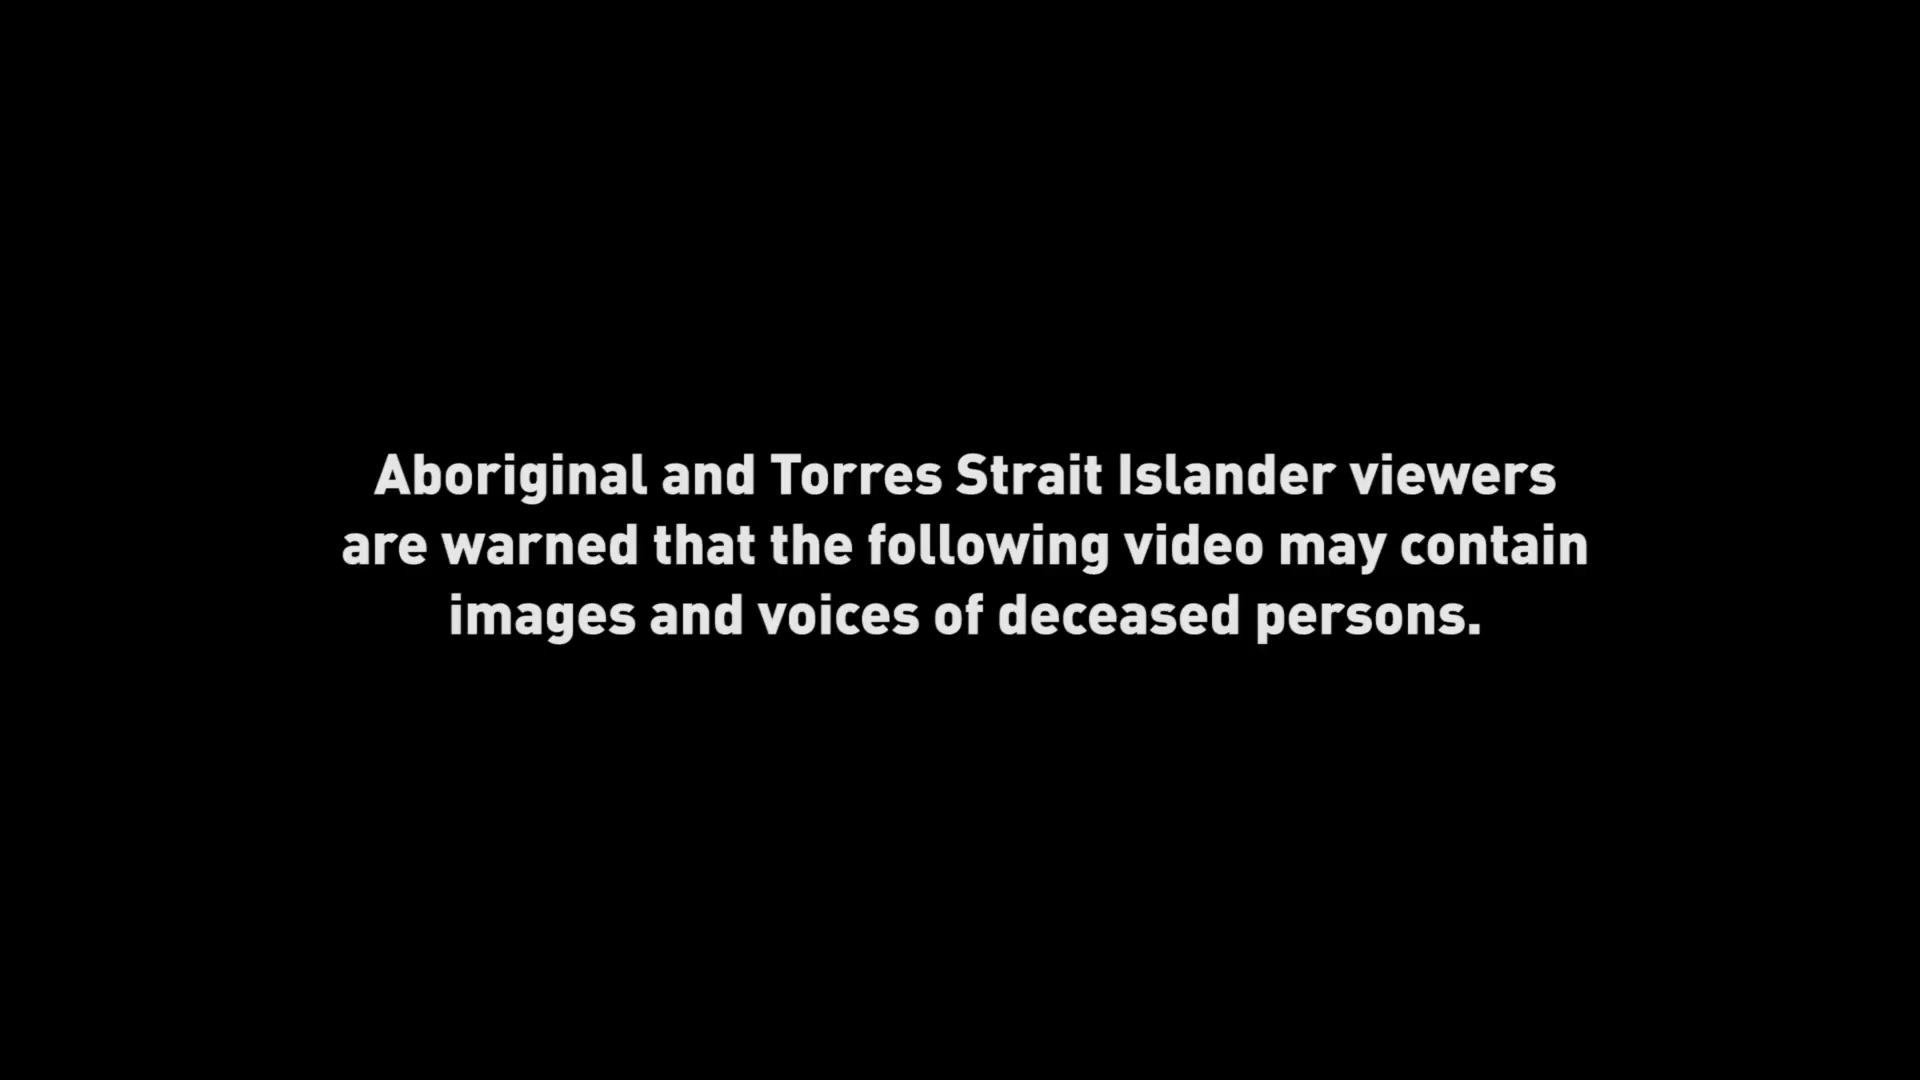 Aboriginal and Torres Strait Islander viewers
are warned that the following video may contain
images and voices of deceased persons.